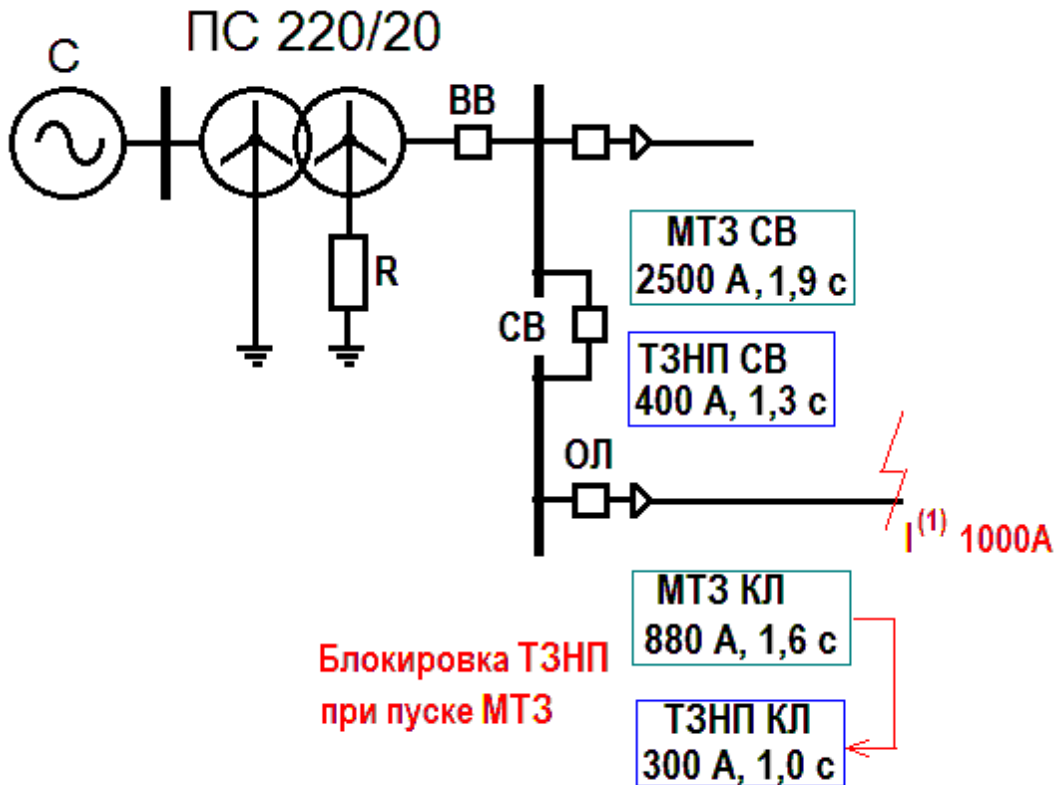 ПС 220/20
С
ВВ
R
МТЗ СВ
2500 А, 1,9 с
СВ
ТЗНП СВ
400 А, 1,3 с
ОЛ
I(1) 1000А
МТЗ КЛ
880 А, 1,6 с
Блокировка ТЗНП
при пуске МТЗ
ТЗНП КЛ
300 А, 1,0 с